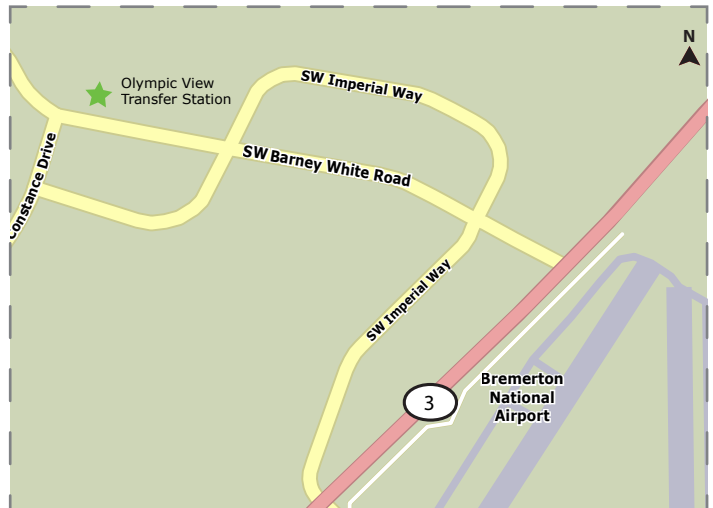 N
Olympic View
Transfer Station
SW Imperial Way
Constance Drive
SW Barney White Road
SW Imperial Way
Bremerton
National
Airport
3